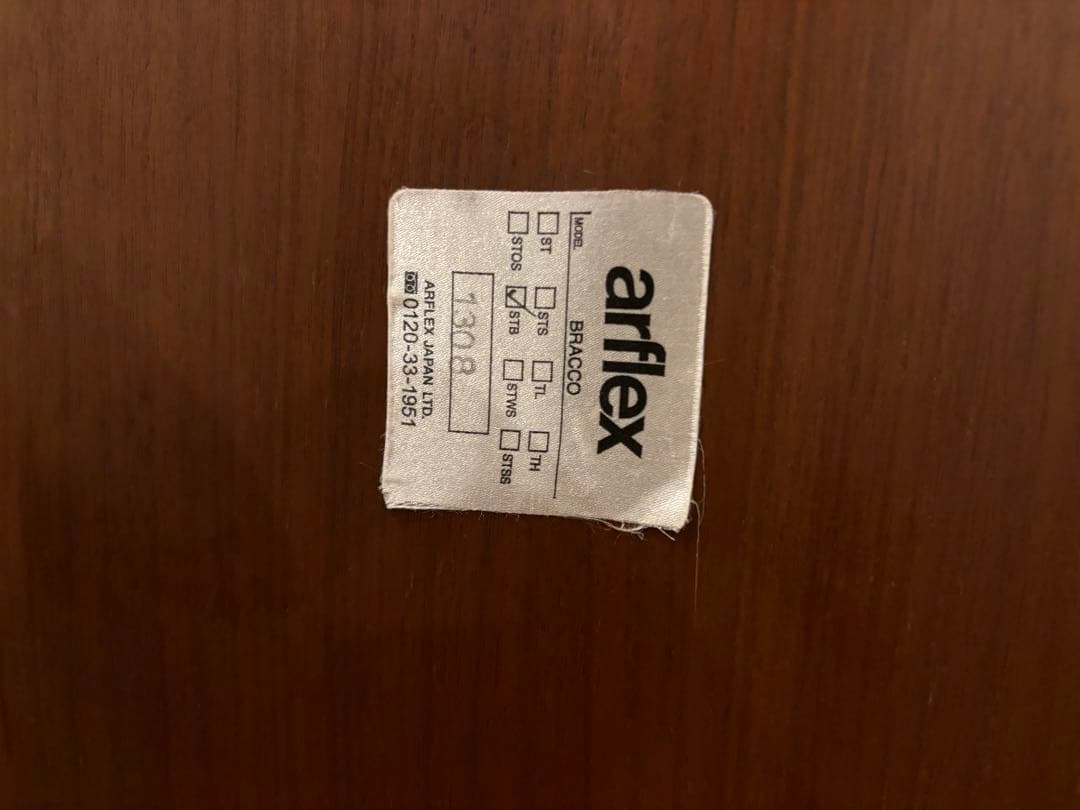 arflex
MODEL BRACCO
☐ ST ☐ STS ☐ TL ☐ TH
☐ STOS ☑ STB ☐ STWS ☐ STSS
1308
ARFLEX JAPAN LTD.
0120-33-1951